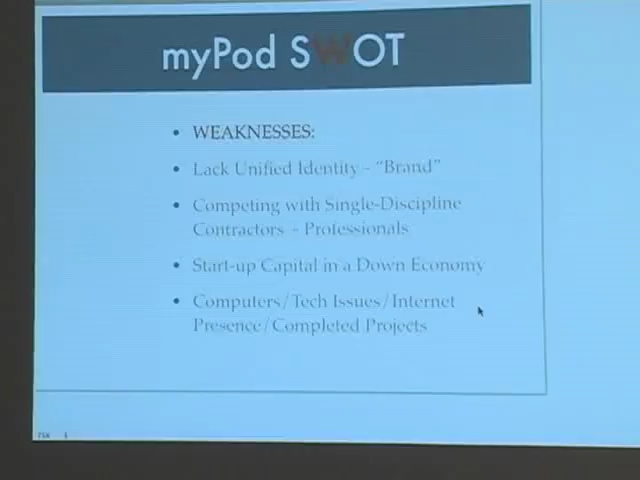 myPod SWOT
• WEAKNESSES:
• Lack Unified Identity – “Brand”
• Competing with Single-Discipline
Contractors – Professionals
• Start-up Capital in a Down Economy
• Computers/Tech Issues/Internet
Presence/Completed Projects